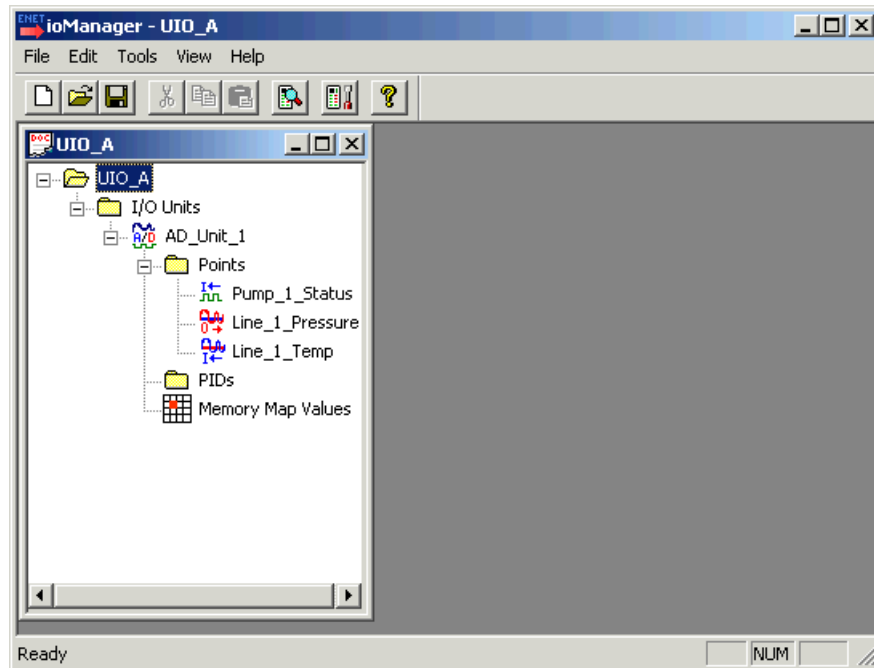 ENET ioManager - UIO_A
File Edit Tools View Help
UIO_A
UIO_A
I/O Units
A/D AD_Unit_1
Points
I Pump_1_Status
O Line_1_Pressure
I Line_1_Temp
PIDs
Memory Map Values
Ready NUM